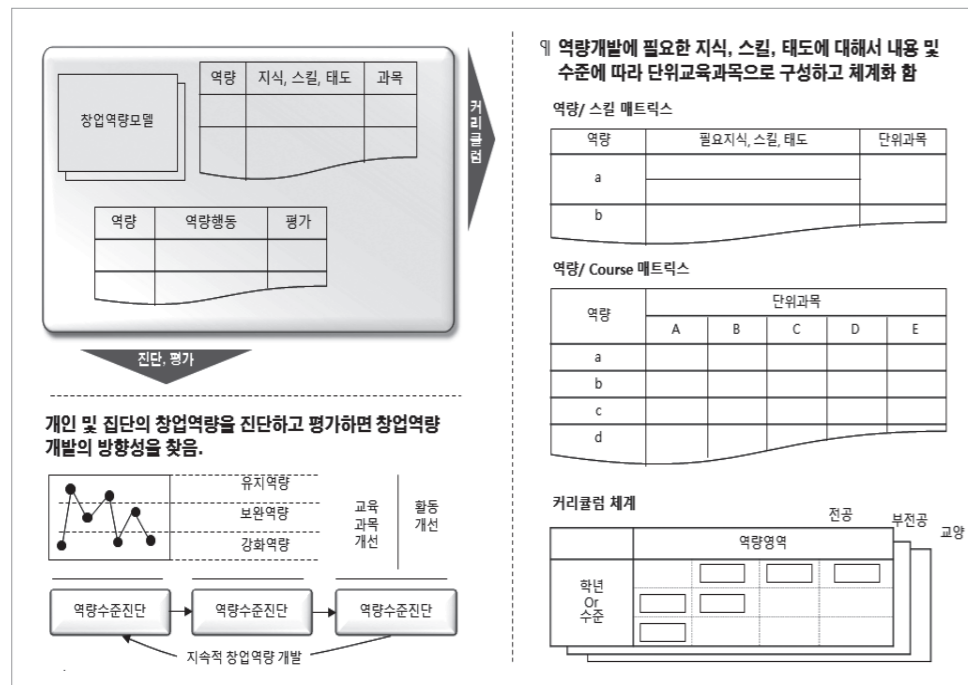 창업역량모델
역량 지식, 스킬, 태도 과목
역량 역량행동 평가
커리큘럼
진단, 평가
개인 및 집단의 창업역량을 진단하고 평가하면 창업역량
개발의 방향성을 찾음.
유지역량
보완역량
강화역량
교육
과목
개선
활동
개선
역량수준진단 역량수준진단 역량수준진단
지속적 창업역량 개발
¶ 역량개발에 필요한 지식, 스킬, 태도에 대해서 내용 및
수준에 따라 단위교육과목으로 구성하고 체계화 함
역량/ 스킬 매트릭스
역량 필요지식, 스킬, 태도 단위과목
a
b
역량/ Course 매트릭스
역량 단위과목
A B C D E
a
b
c
d
커리큘럼 체계
전공 부전공 교양
역량영역
학년
Or
수준